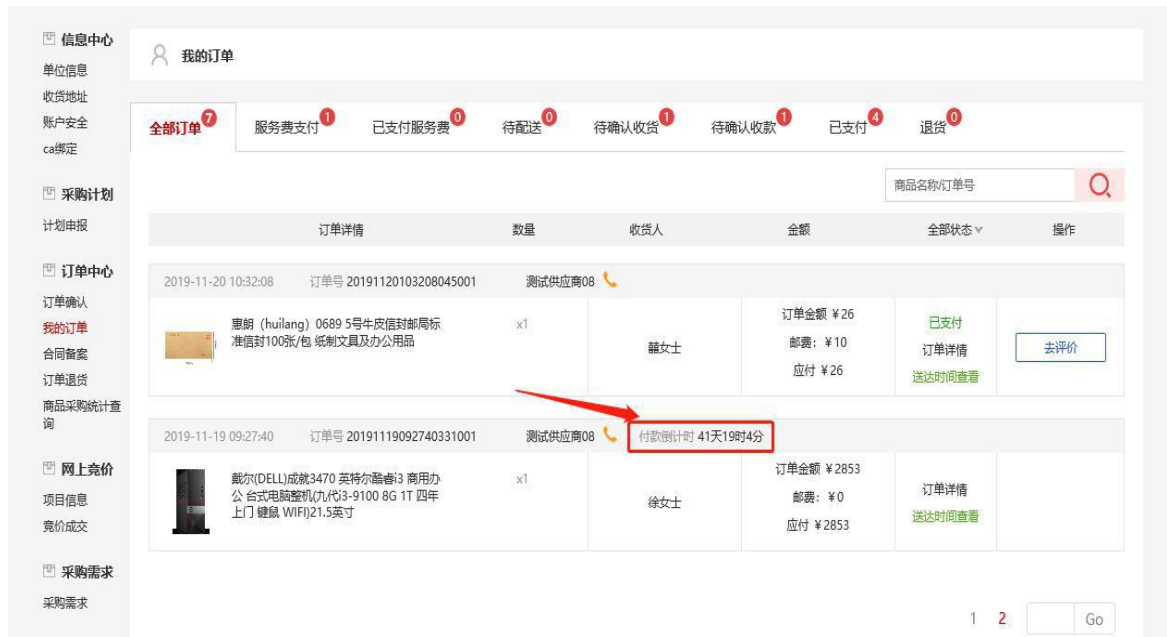 信息中心
单位信息
收货地址
账户安全
ca绑定
采购计划
计划申报
订单中心
订单确认
我的订单
合同备案
订单退货
商品采购统计查
询
网上竞价
项目信息
竞价成交
采购需求
采购需求
我的订单
全部订单 7 服务费支付 1 已支付服务费 0 待配送 0 待确认收货 1 待确认收款 1 已支付 4 退货 0
商品名称/订单号
订单详情 数量 收货人 金额 全部状态 操作
2019-11-20 10:32:08 订单号 20191120103208045001 测试供应商08
惠朗（huilang）0689 5号牛皮信封邮局标
准信封100张/包 纸制文具及办公用品
x1
囍女士
订单金额 ￥26
邮费: ￥10
应付 ￥26
已支付
订单详情
送达时间查看
去评价
2019-11-19 09:27:40 订单号 20191119092740331001 测试供应商08 付款倒计时 41天19时4分
戴尔(DELL)成就3470 英特尔酷睿i3 商用办
公 台式电脑整机(九代i3-9100 8G 1T 四年
上门 键鼠 WIFI)21.5英寸
x1
徐女士
订单金额 ￥2853
邮费: ￥0
应付 ￥2853
订单详情
送达时间查看
1 2 Go